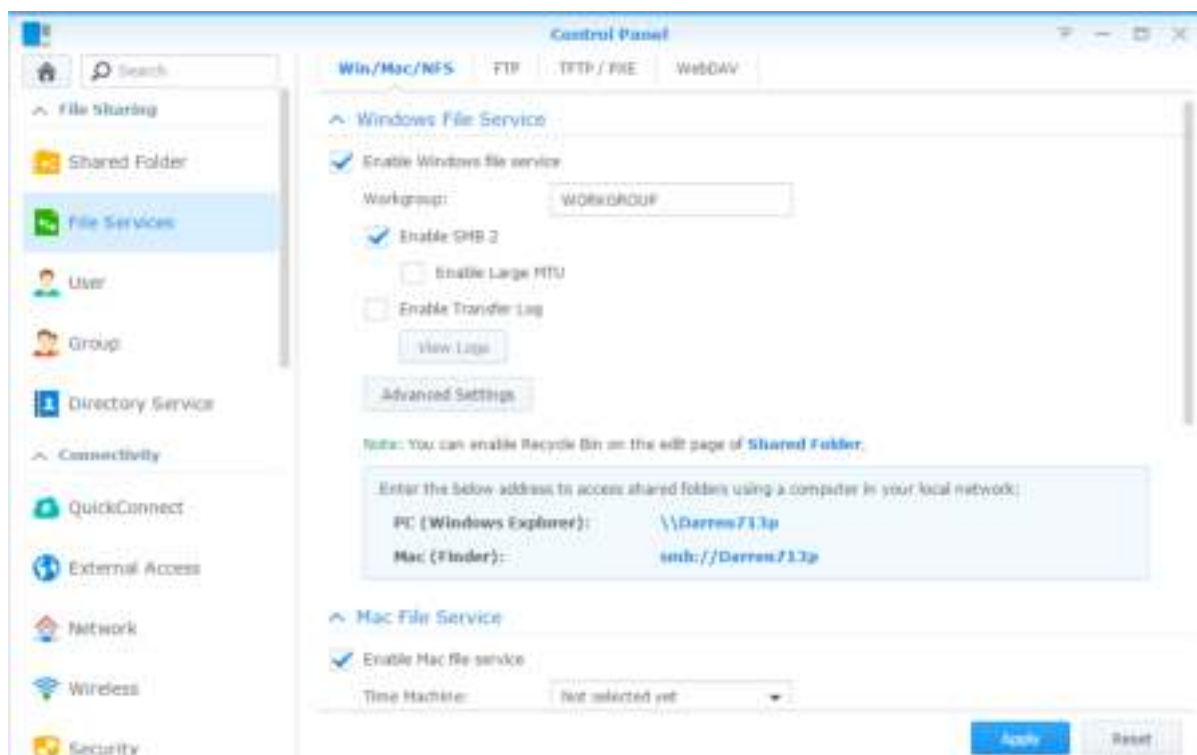 Control Panel
Search
File Sharing
Shared Folder
File Services
User
Group
Directory Service
Connectivity
QuickConnect
External Access
Network
Wireless
Security
Win/Mac/NFS FTP TFTP / PXE WebDAV
Windows File Service
Enable Windows file service
Workgroup: WORKGROUP
Enable SMB 2
Enable Large MTU
Enable Transfer Log
View Logs
Advanced Settings
Note: You can enable Recycle Bin on the edit page of Shared Folder.
Enter the below address to access shared folders using a computer in your local network:
PC (Windows Explorer): \\Darren713p
Mac (Finder): smb://Darren713p
Mac File Service
Enable Mac file service
Time Machine: Not selected yet
Apply Reset